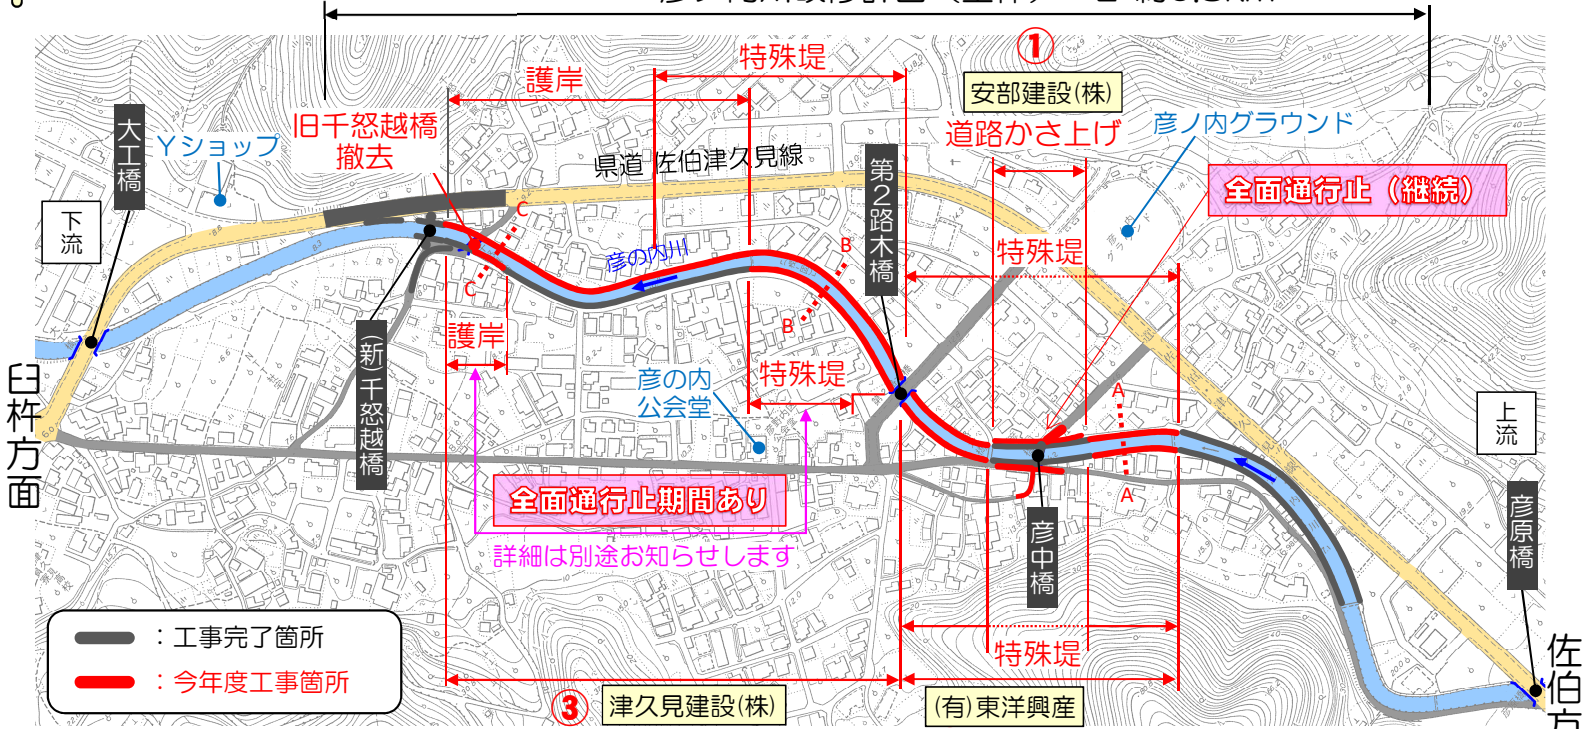 特殊堤
①
護岸
安部建設(株)
大工橋
Yショップ
旧千怒越橋
撤去
県道 佐伯津久見線
第2路木橋
道路かさ上げ
彦ノ内グラウンド
全面通行止（継続）
下流
C
C
彦の内川
B
B
特殊堤
護岸
(新)千怒越橋
彦の内
公会堂
特殊堤
A
A
上流
臼杵方面
全面通行止期間あり
詳細は別途お知らせします
彦中橋
彦原橋
：工事完了箇所
：今年度工事箇所
特殊堤
③
津久見建設(株)
(有)東洋興産
佐伯方